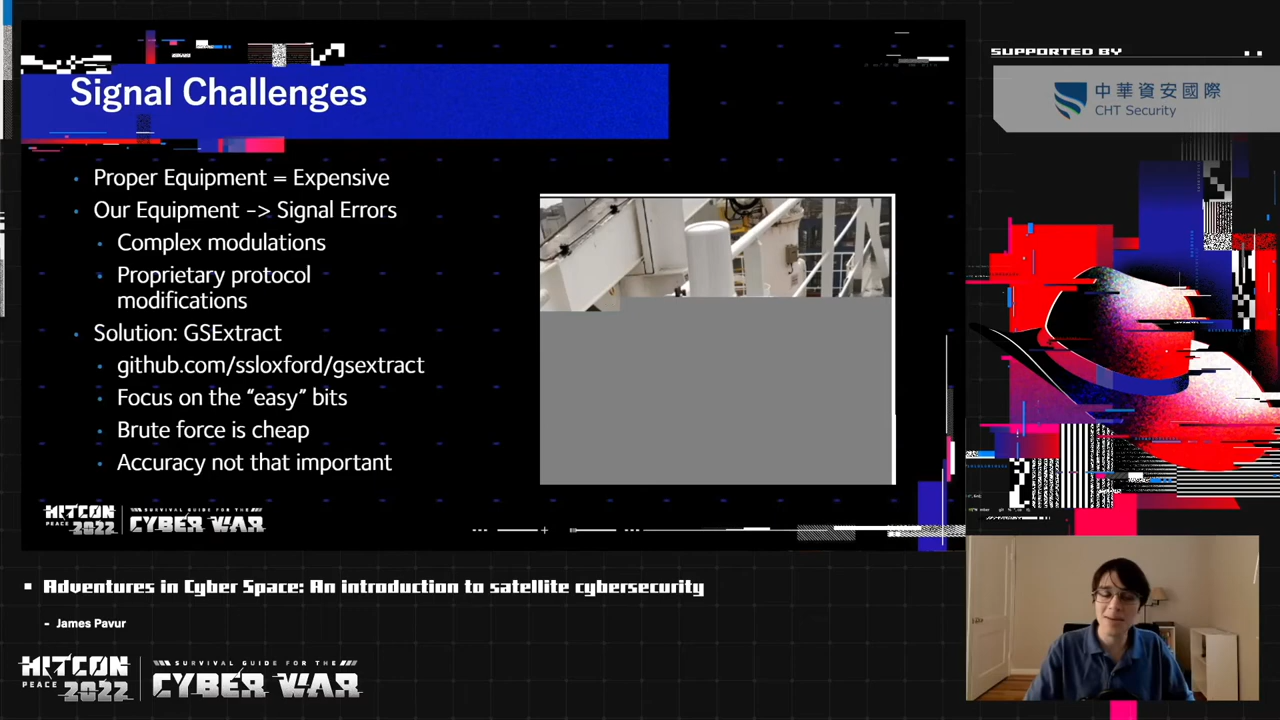 Signal Challenges
SUPPORTED BY
中華資安國際
CHT Security
Proper Equipment = Expensive
Our Equipment -> Signal Errors
Complex modulations
Proprietary protocol
modifications
Solution: GSExtract
github.com/ssloxford/gsextract
Focus on the “easy” bits
Brute force is cheap
Accuracy not that important
HITCON
PEACE 2022
SURVIVAL GUIDE FOR THE
CYBER WAR
Adventures in Cyber Space: An introduction to satellite cybersecurity
- James Pavur
HITCON
PEACE 2022
SURVIVAL GUIDE FOR THE
CYBER WAR